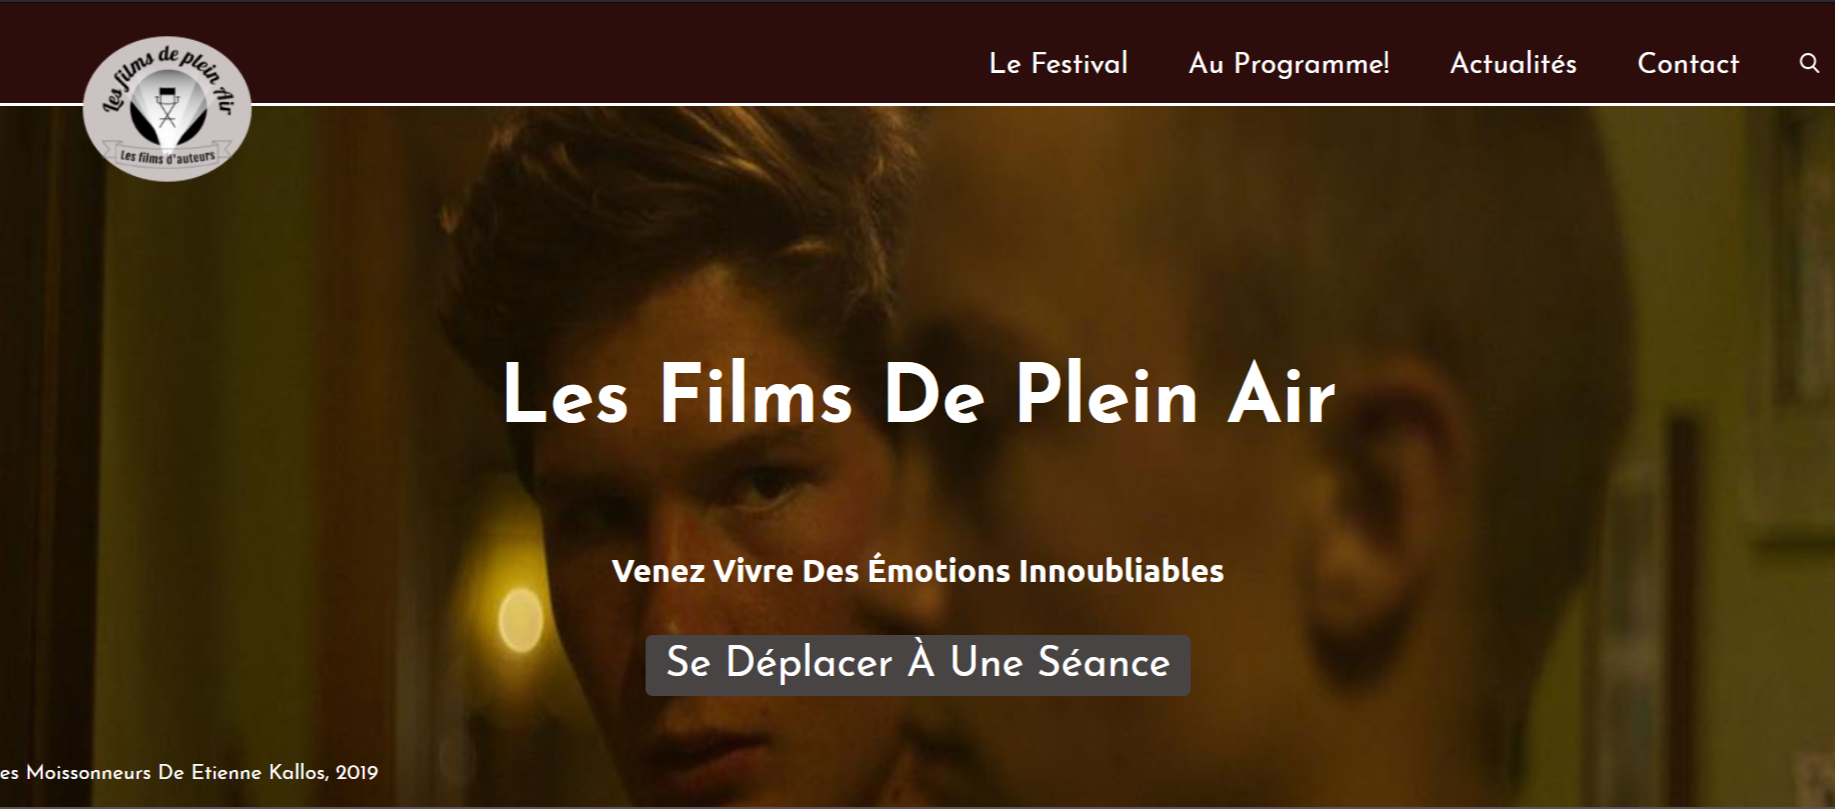 Les films de plein Air
Les films d'auteurs
Le Festival Au Programme! Actualités Contact
Les Films De Plein Air
Venez Vivre Des Émotions Innoubliables
Se Déplacer À Une Séance
es Moissonneurs De Etienne Kallos, 2019